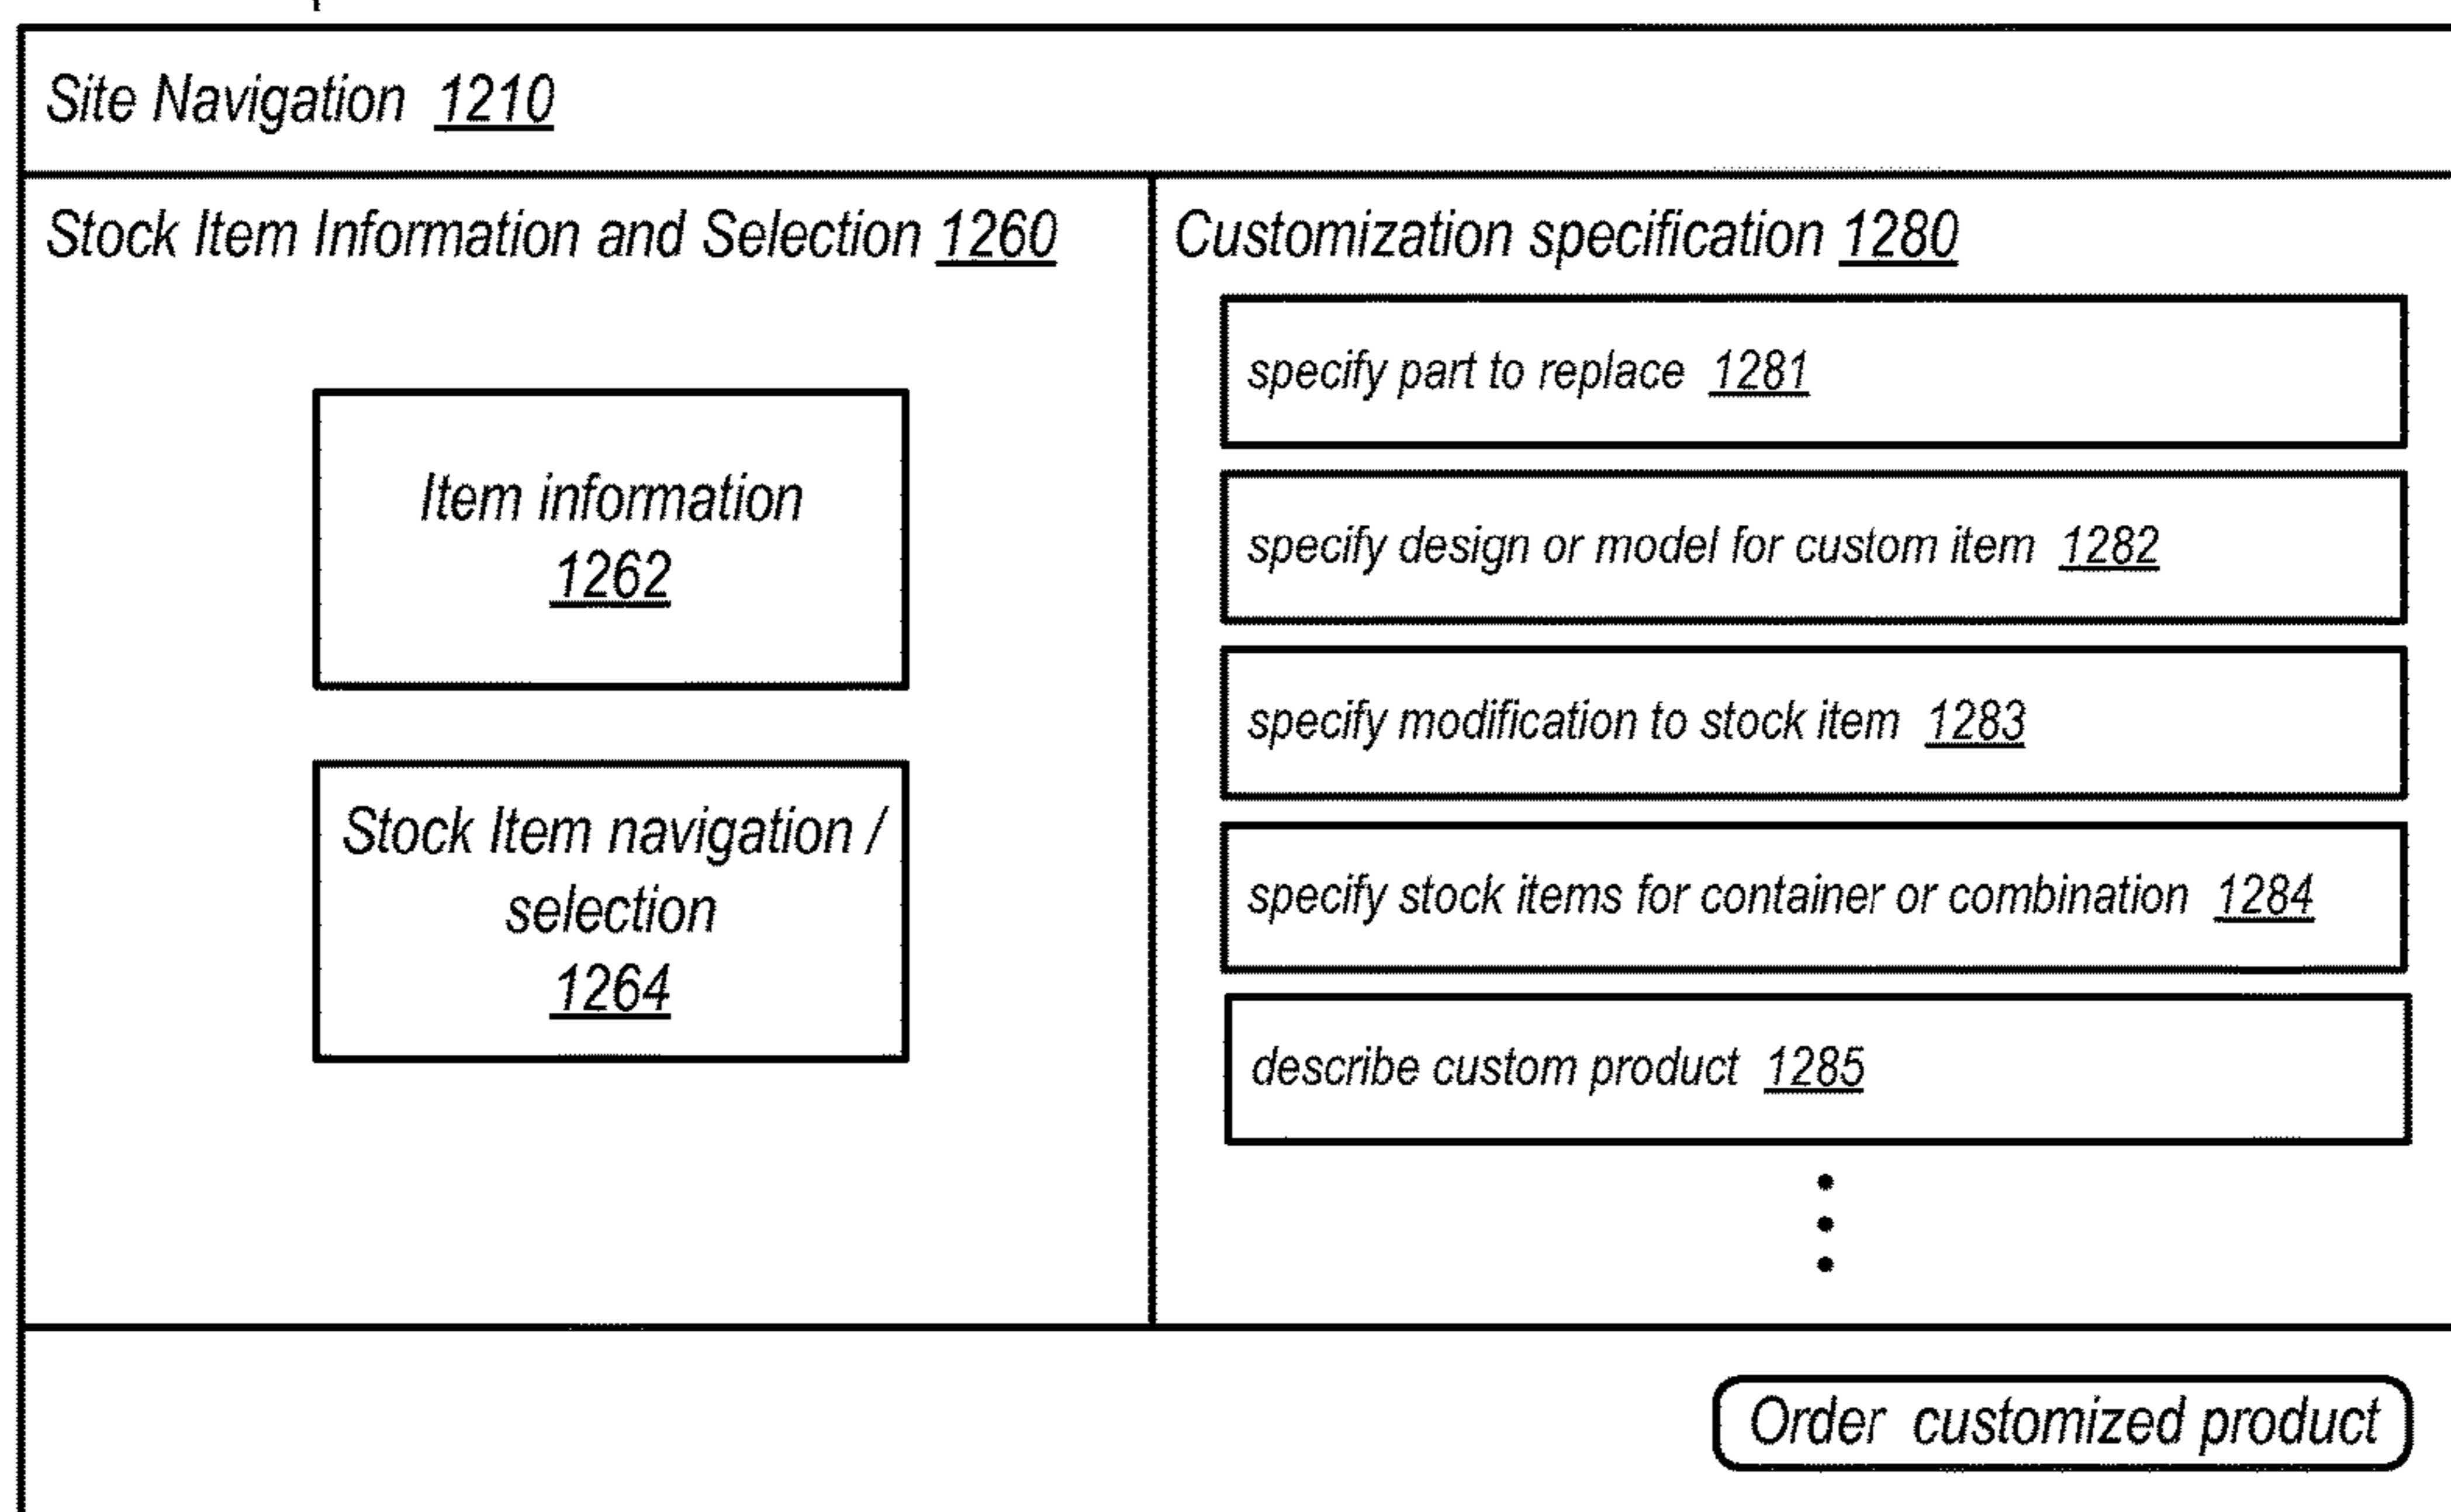 Site Navigation 1210
Stock Item Information and Selection 1260
Item information
1262
Stock Item navigation /
selection
1264
Customization specification 1280
specify part to replace 1281
specify design or model for custom item 1282
specify modification to stock item 1283
specify stock items for container or combination 1284
describe custom product 1285
Order customized product